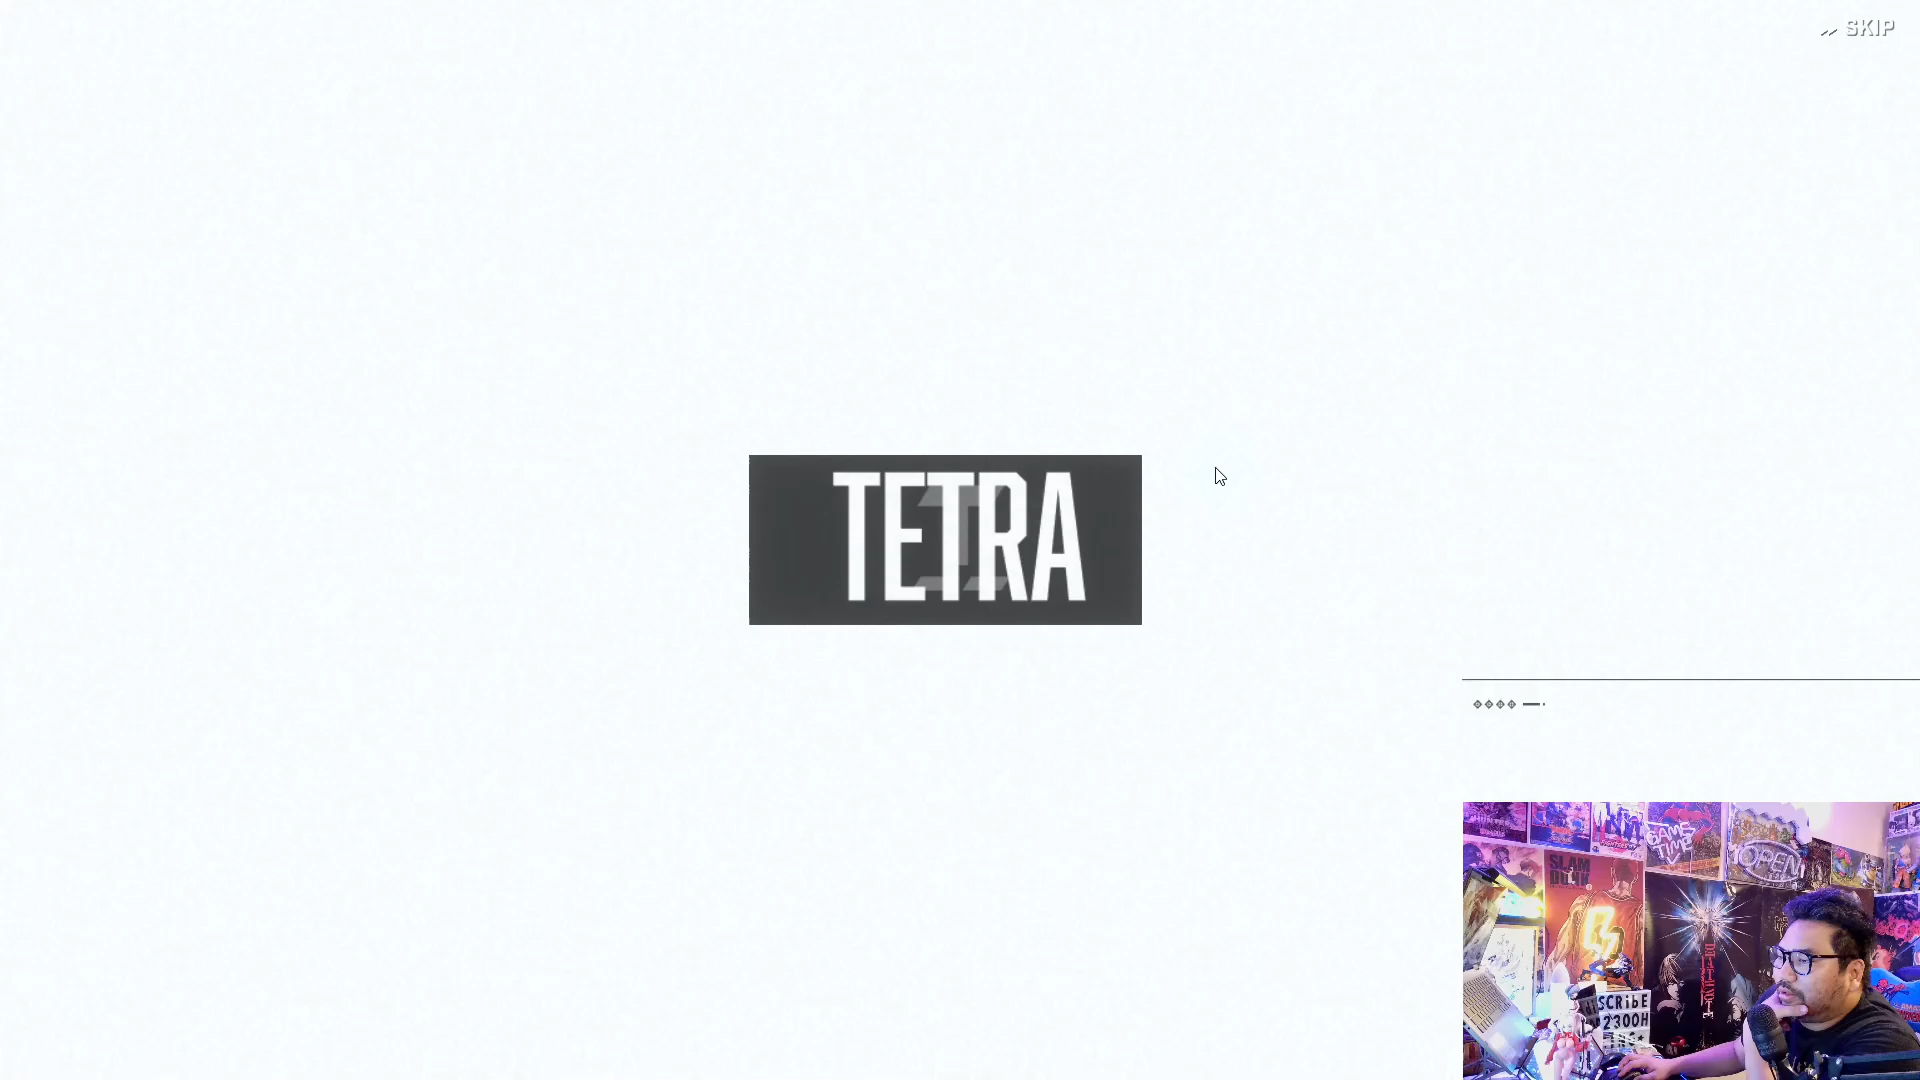 SKIP
TETRA
GAME
TIME
OPEN
SLAM
DUNK
SCRibE
2300H